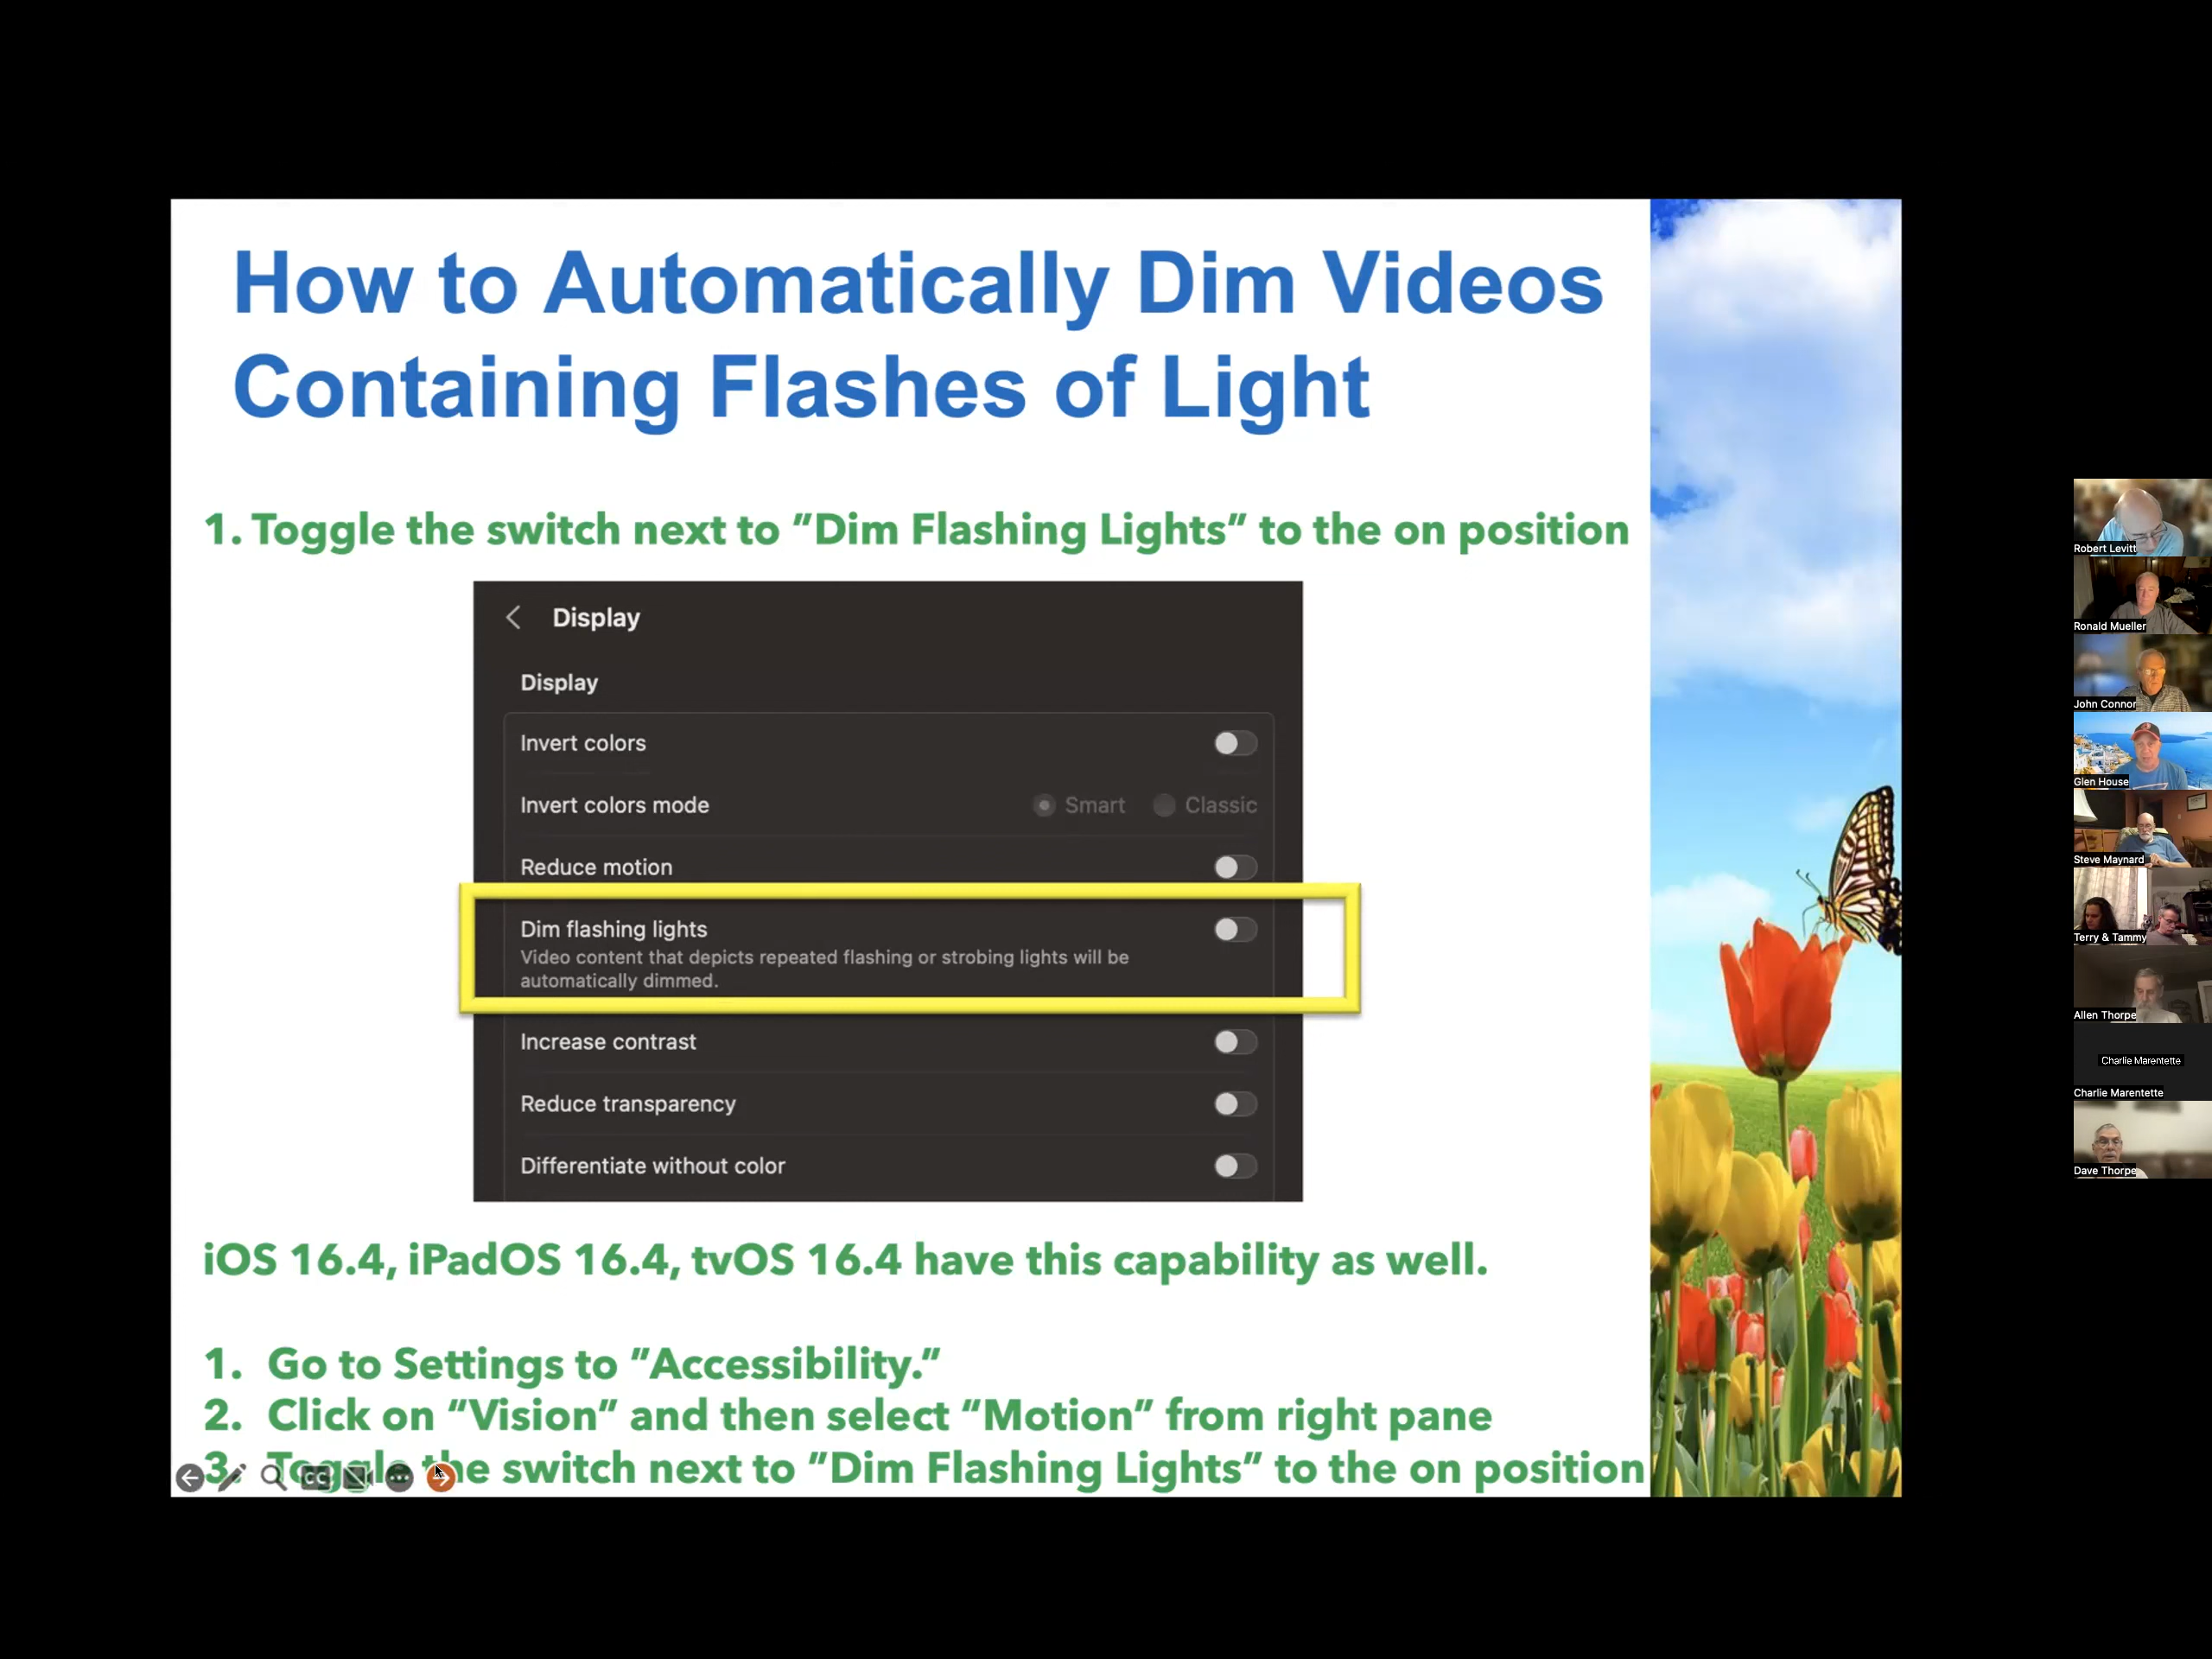 How to Automatically Dim Videos
Containing Flashes of Light
1. Toggle the switch next to "Dim Flashing Lights" to the on position
Display
Display
Invert colors
Invert colors mode Smart Classic
Reduce motion
Dim flashing lights
Video content that depicts repeated flashing or strobing lights will be
automatically dimmed.
Increase contrast
Reduce transparency
Differentiate without color
iOS 16.4, iPadOS 16.4, tvOS 16.4 have this capability as well.
1. Go to Settings to "Accessibility."
2. Click on "Vision" and then select "Motion" from right pane
3. Toggle the switch next to "Dim Flashing Lights" to the on position
CC
Robert Levitt
Ronald Mueller
John Connor
Glen House
Steve Maynard
Terry & Tammy
Allen Thorpe
Charlie Marentette
Charlie Marentette
Dave Thorpe